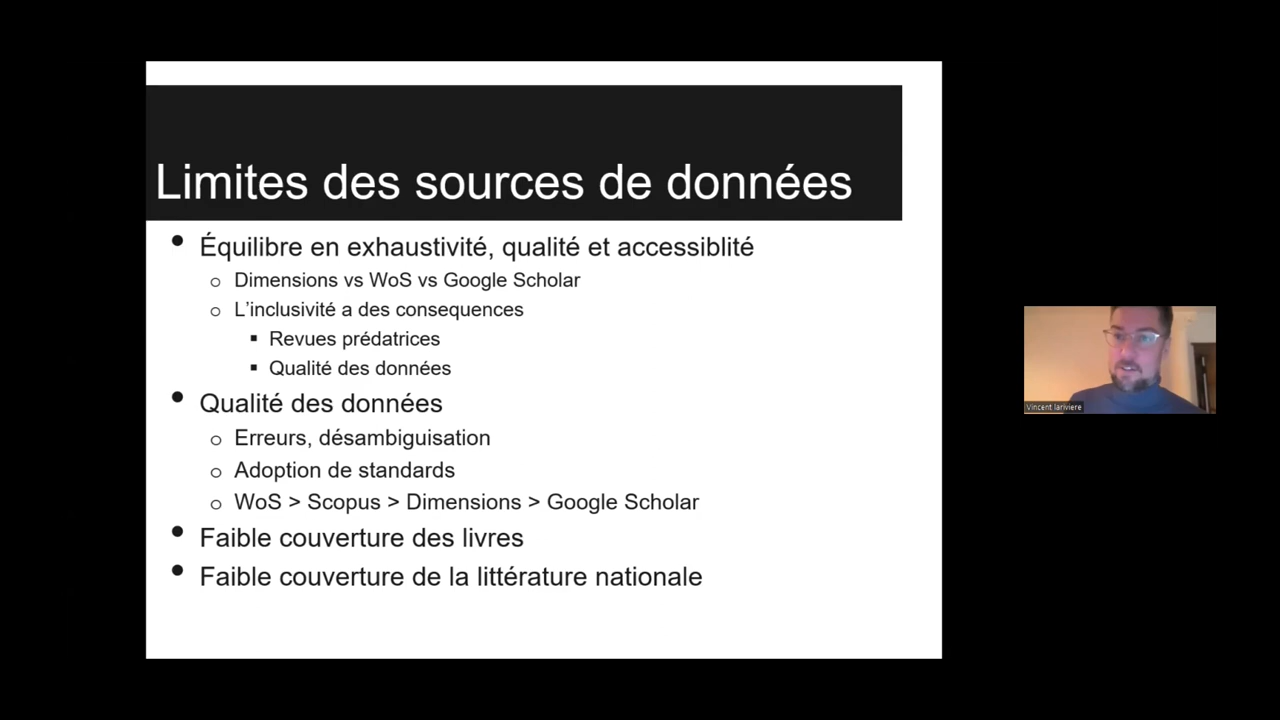 Limites des sources de données
• Équilibre en exhaustivité, qualité et accessiblité
o Dimensions vs WoS vs Google Scholar
o L’inclusivité a des consequences
▪ Revues prédatrices
▪ Qualité des données
• Qualité des données
o Erreurs, désambiguisation
o Adoption de standards
o WoS > Scopus > Dimensions > Google Scholar
• Faible couverture des livres
• Faible couverture de la littérature nationale
Vincent lariviere